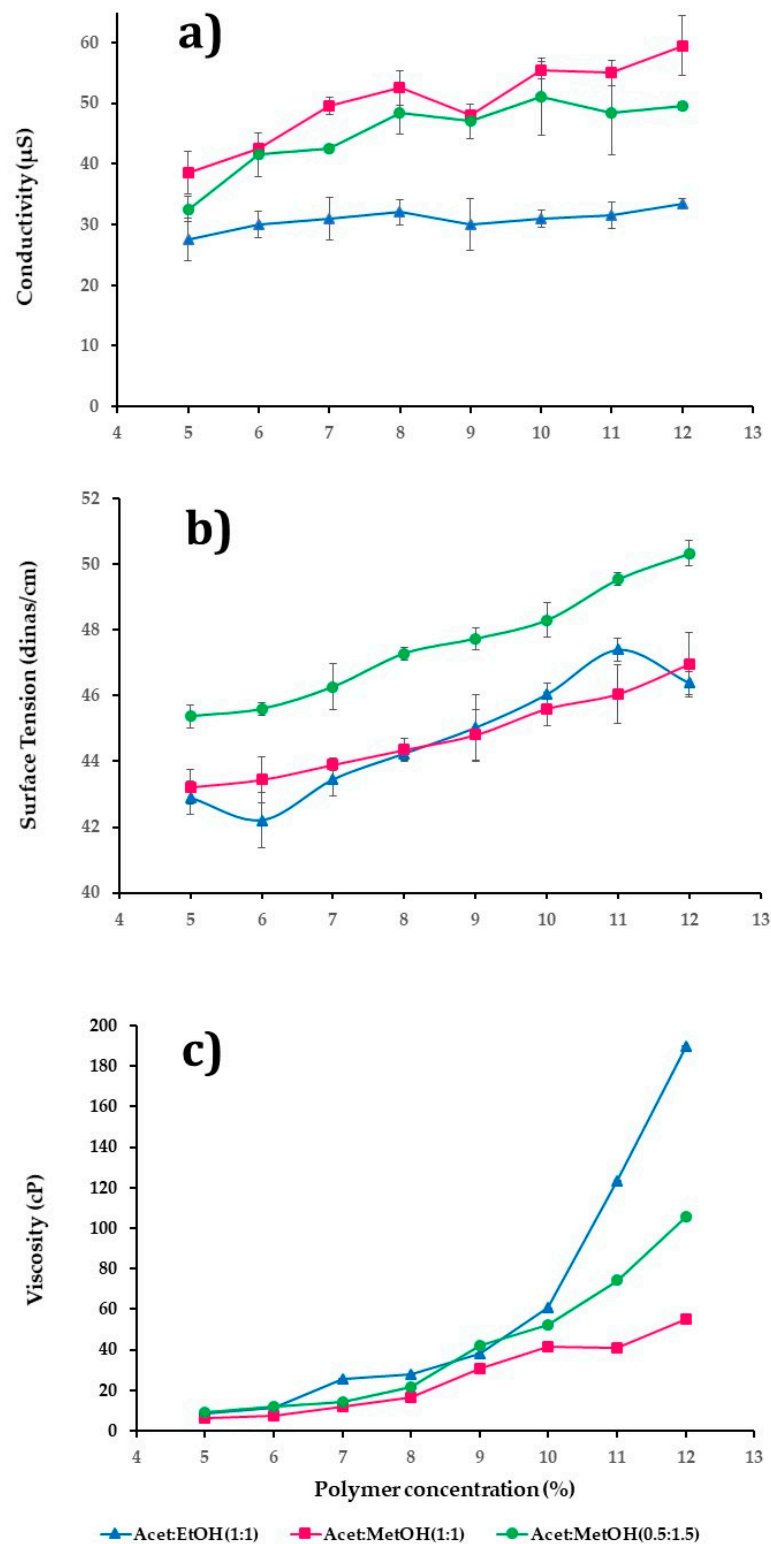 a)
60
50
40
30
20
10
0
Conductivity (µS)
4 5 6 7 8 9 10 11 12 13
b)
52
50
48
46
44
42
40
Surface Tension (dinas/cm)
4 5 6 7 8 9 10 11 12 13
c)
200
180
160
140
120
100
80
60
40
20
0
Viscosity (cP)
4 5 6 7 8 9 10 11 12 13
Polymer concentration (%)
Acet:EtOH(1:1) Acet:MetOH(1:1) Acet:MetOH(0.5:1.5)